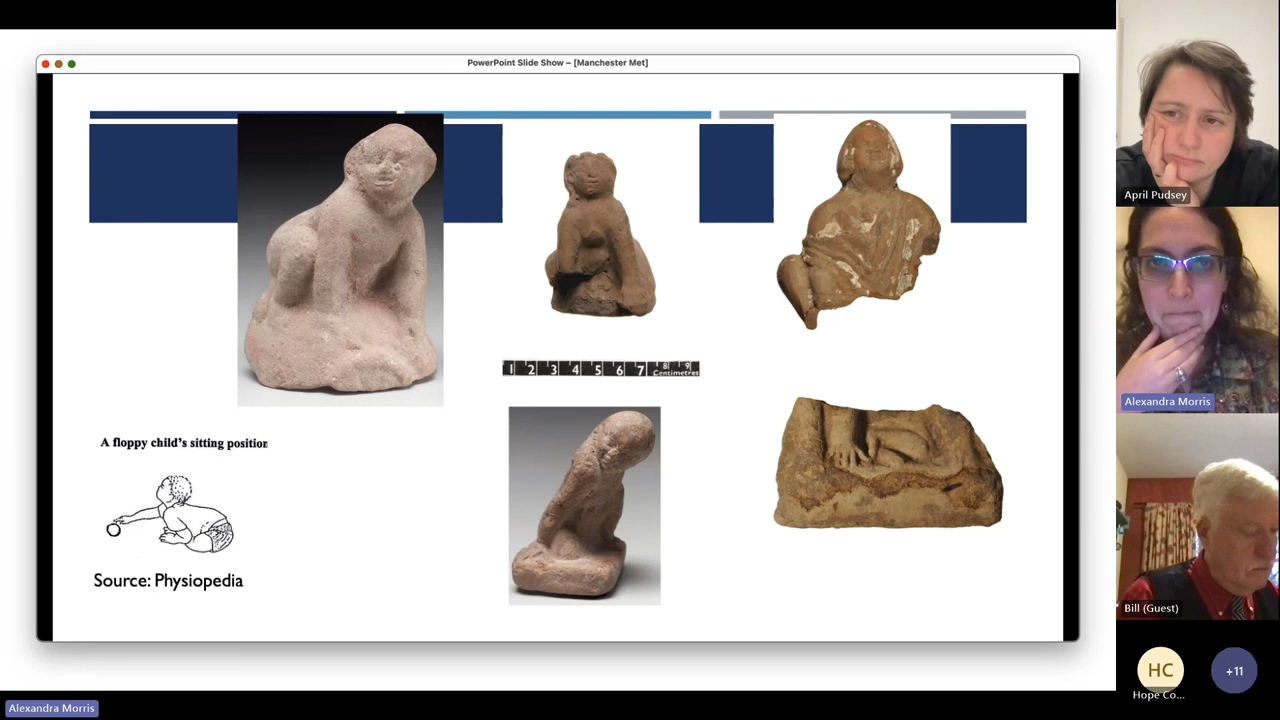 PowerPoint Slide Show – [Manchester Met]
1 2 3 4 5 6 7 8 9
Centimetres
A floppy child's sitting position
Source: Physiopedia
April Pudsey
Alexandra Morris
Bill (Guest)
HC
+11
Hope Co...
Alexandra Morris